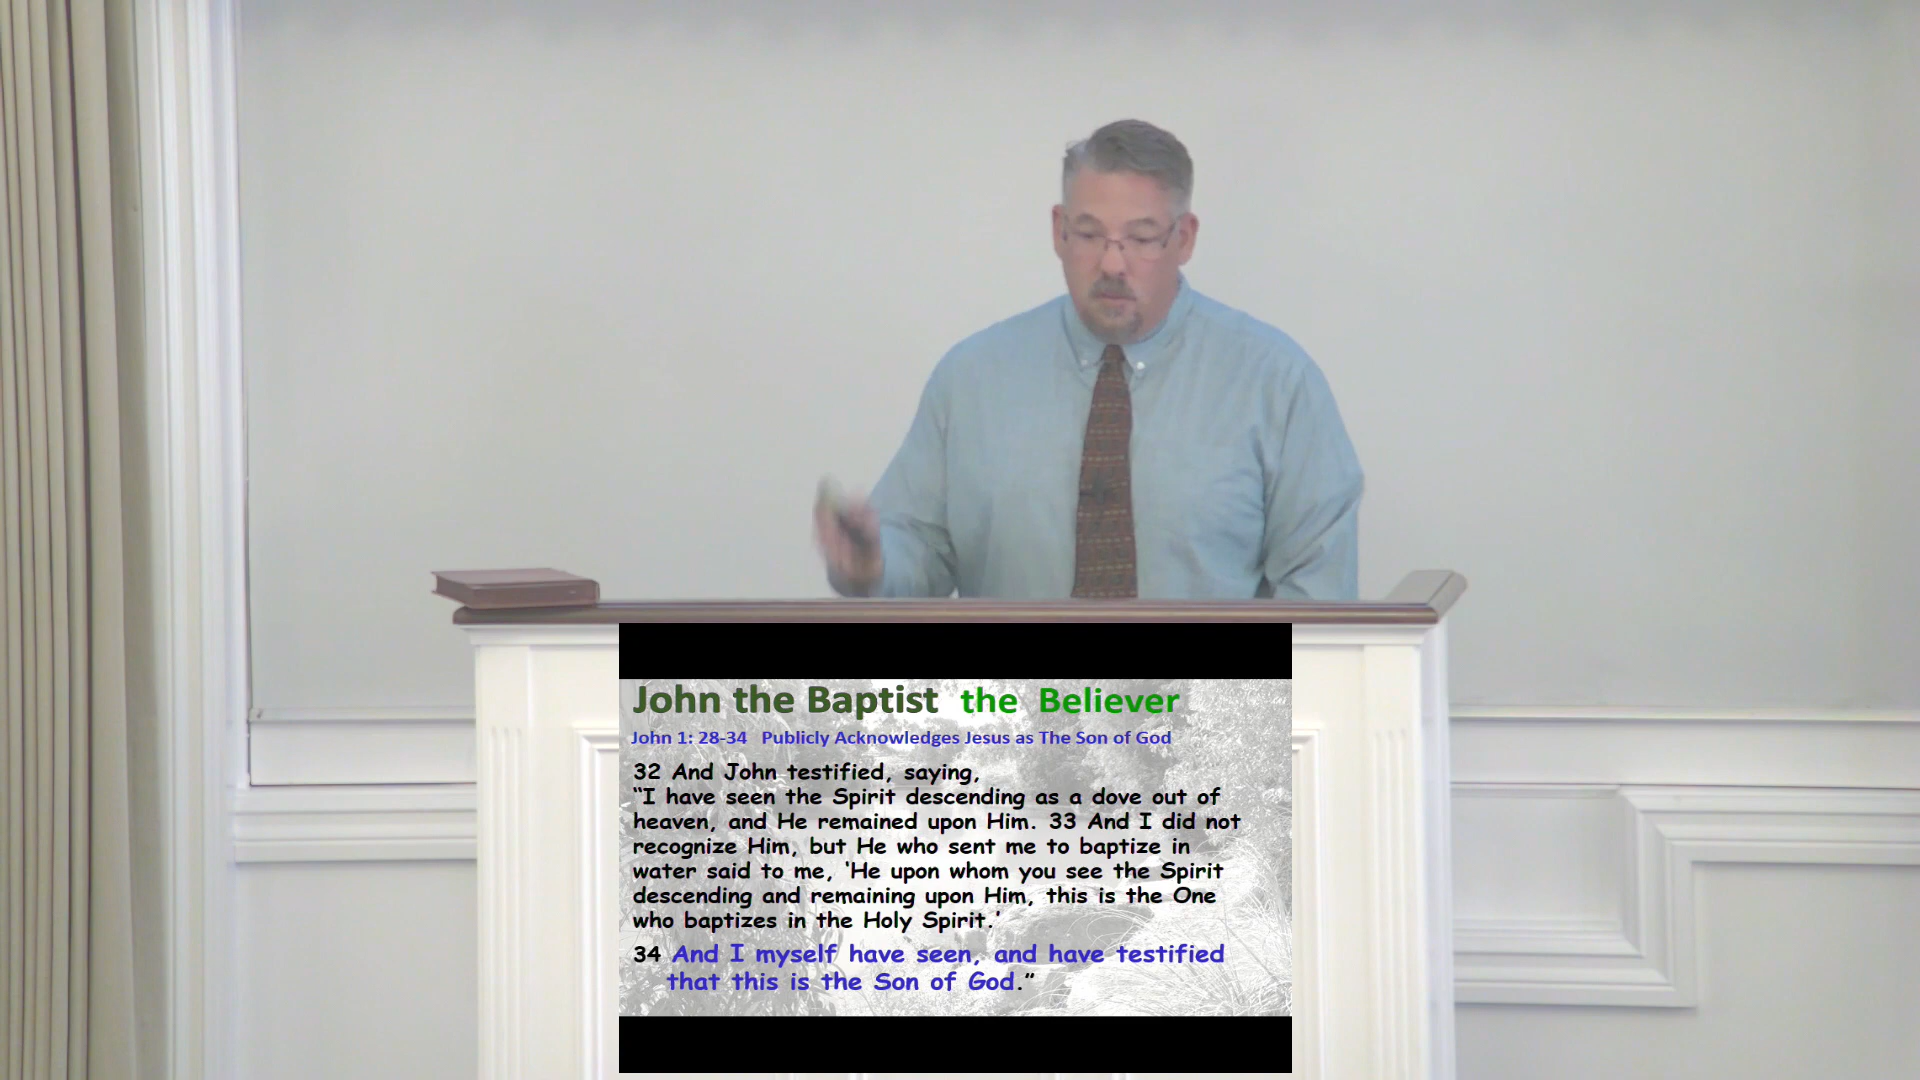 John the Baptist the Believer
John 1: 28-34 Publicly Acknowledges Jesus as The Son of God
32 And John testified, saying,
“I have seen the Spirit descending as a dove out of
heaven, and He remained upon Him. 33 And I did not
recognize Him, but He who sent me to baptize in
water said to me, ‘He upon whom you see the Spirit
descending and remaining upon Him, this is the One
who baptizes in the Holy Spirit.’
34 And I myself have seen, and have testified
that this is the Son of God.”